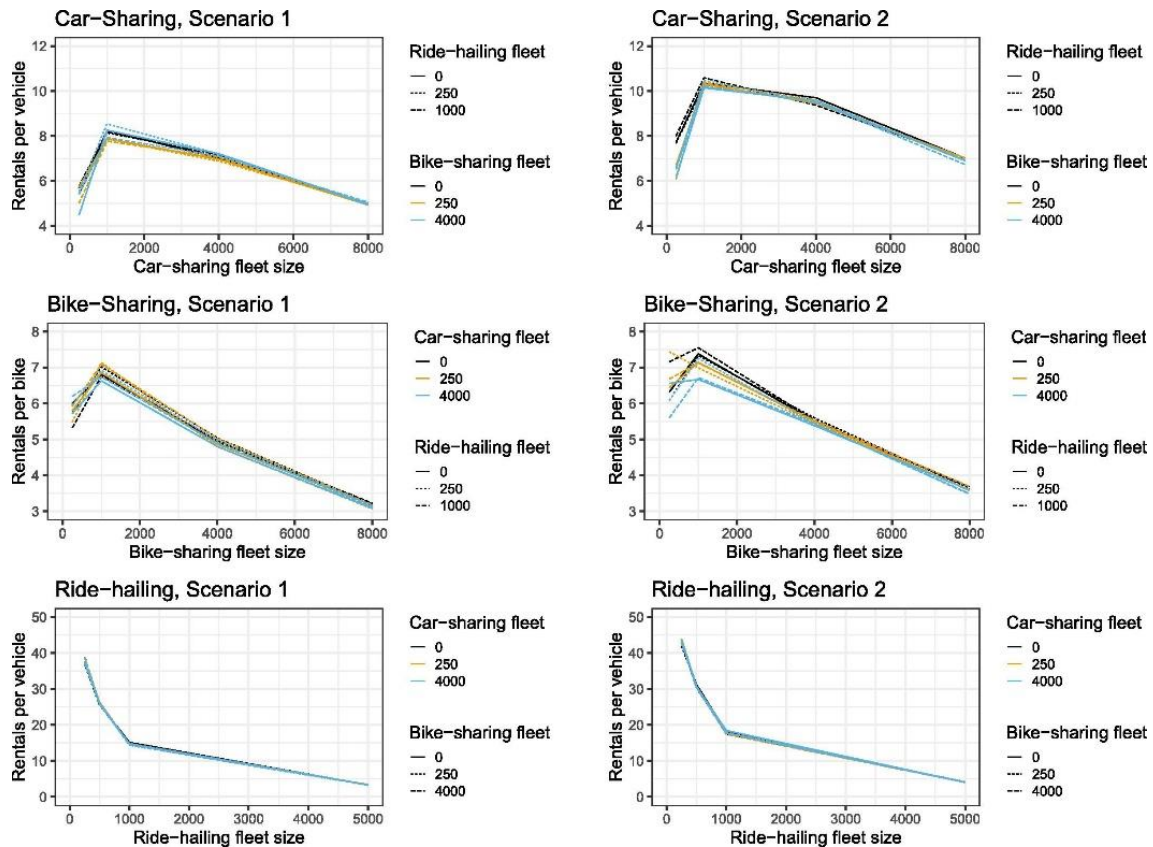 Car-Sharing, Scenario 1
Rentals per vehicle
12
10
8
6
4
0 2000 4000 6000 8000
Car-sharing fleet size
Ride-hailing fleet
0
250
1000
Bike-sharing fleet
0
250
4000
Car-Sharing, Scenario 2
Rentals per vehicle
12
10
8
6
4
0 2000 4000 6000 8000
Car-sharing fleet size
Ride-hailing fleet
0
250
1000
Bike-sharing fleet
0
250
4000
Bike-Sharing, Scenario 1
Rentals per bike
8
7
6
5
4
3
0 2000 4000 6000 8000
Bike-sharing fleet size
Car-sharing fleet
0
250
4000
Ride-hailing fleet
0
250
1000
Bike-Sharing, Scenario 2
Rentals per bike
8
7
6
5
4
3
0 2000 4000 6000 8000
Bike-sharing fleet size
Car-sharing fleet
0
250
4000
Ride-hailing fleet
0
250
1000
Ride-hailing, Scenario 1
Rentals per vehicle
50
40
30
20
10
0
0 1000 2000 3000 4000 5000
Ride-hailing fleet size
Car-sharing fleet
0
250
4000
Bike-sharing fleet
0
250
4000
Ride-hailing, Scenario 2
Rentals per vehicle
50
40
30
20
10
0
0 1000 2000 3000 4000 5000
Ride-hailing fleet size
Car-sharing fleet
0
250
4000
Bike-sharing fleet
0
250
4000